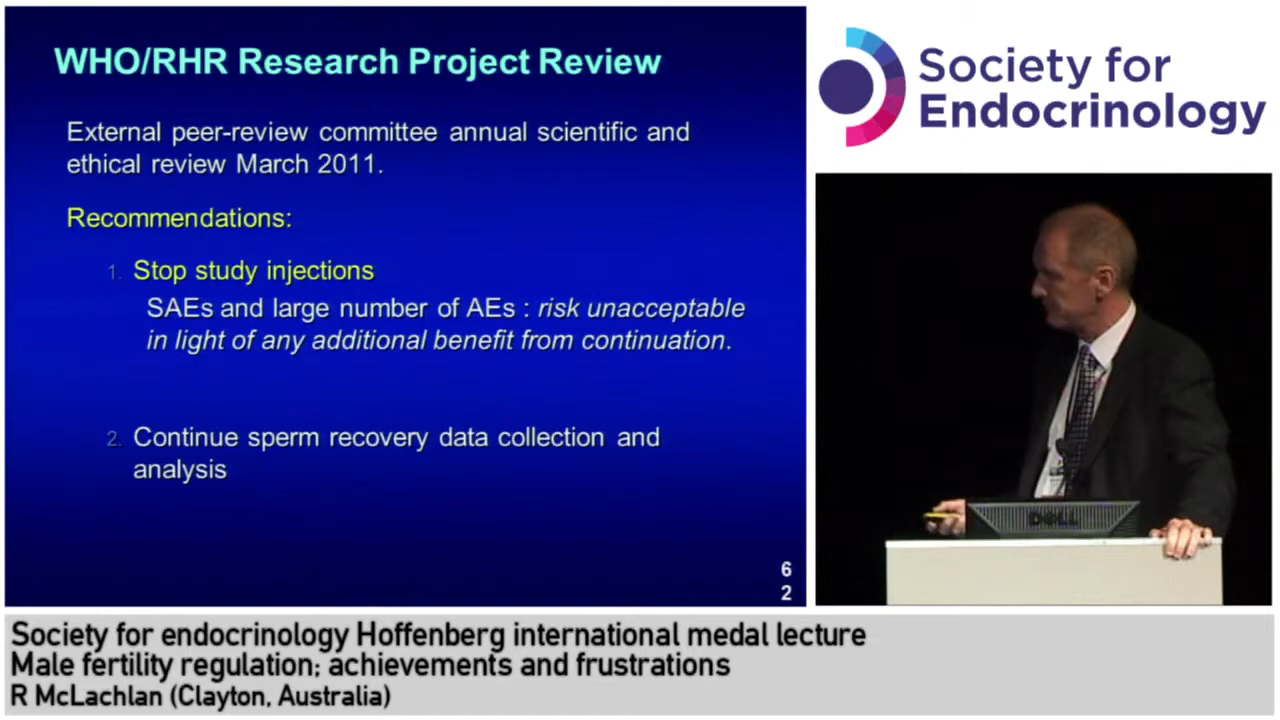 WHO/RHR Research Project Review
External peer-review committee annual scientific and
ethical review March 2011.
Recommendations:
1. Stop study injections
SAEs and large number of AEs : risk unacceptable
in light of any additional benefit from continuation.
2. Continue sperm recovery data collection and
analysis
6
2
Society for
Endocrinology
DELL
Society for endocrinology Hoffenberg international medal lecture
Male fertility regulation; achievements and frustrations
R McLachlan (Clayton, Australia)